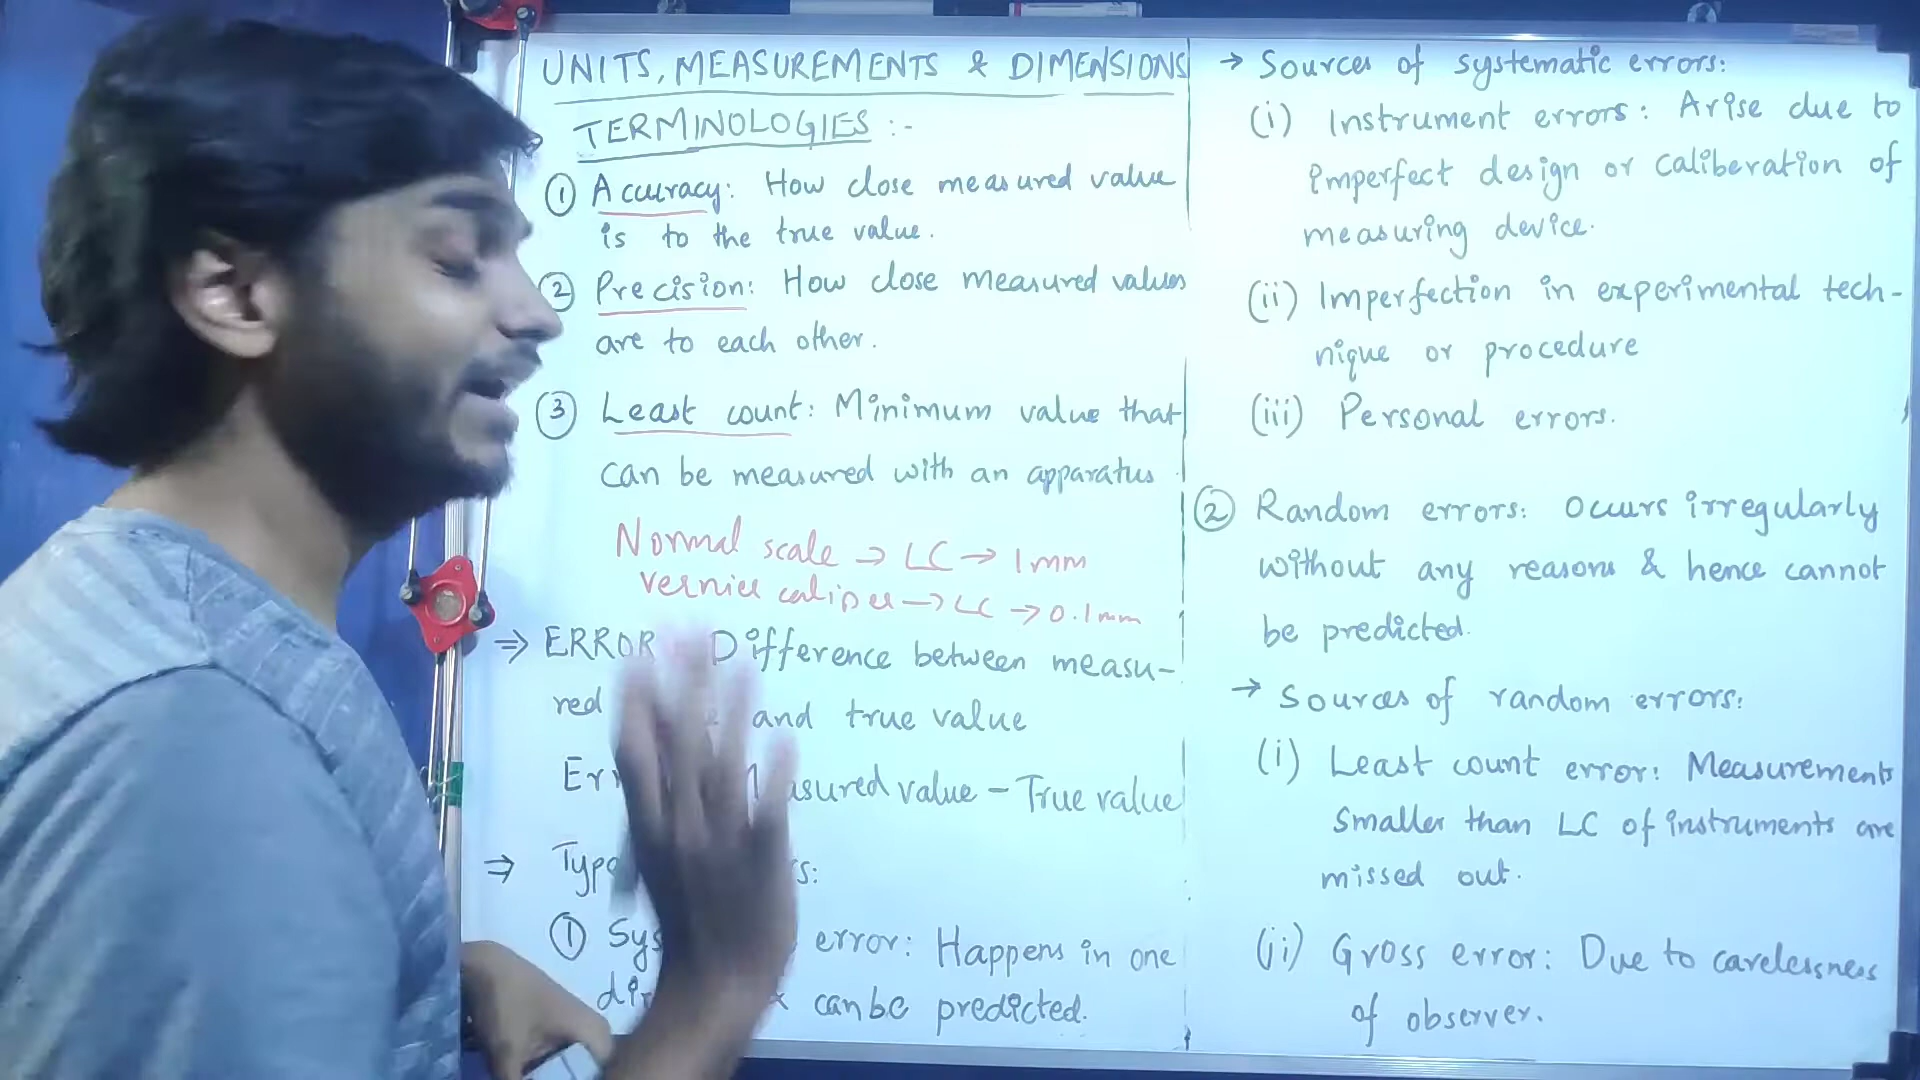 UNITS, MEASUREMENTS & DIMENSIONS
TERMINOLOGIES :-
① Accuracy: How close measured value
is to the true value.
② Precision: How close measured values
are to each other.
③ Least count: Minimum value that
can be measured with an apparatus
Normal scale → LC → 1mm
vernier caliper → LC → 0.1mm
⇒ ERROR Difference between measu-
red and true value
Measured value - True value
⇒
① error: Happens in one
can be predicted.
→ Sources of systematic errors:
(i) Instrument errors: Arise due to
imperfect design or caliberation of
measuring device.
(ii) Imperfection in experimental tech-
nique or procedure
(iii) Personal errors.
② Random errors: Occurs irregularly
without any reasons & hence cannot
be predicted.
→ Sources of random errors:
(i) Least count error: Measurements
smaller than LC of instruments are
missed out.
(ii) Gross error: Due to carelessness
of observer.